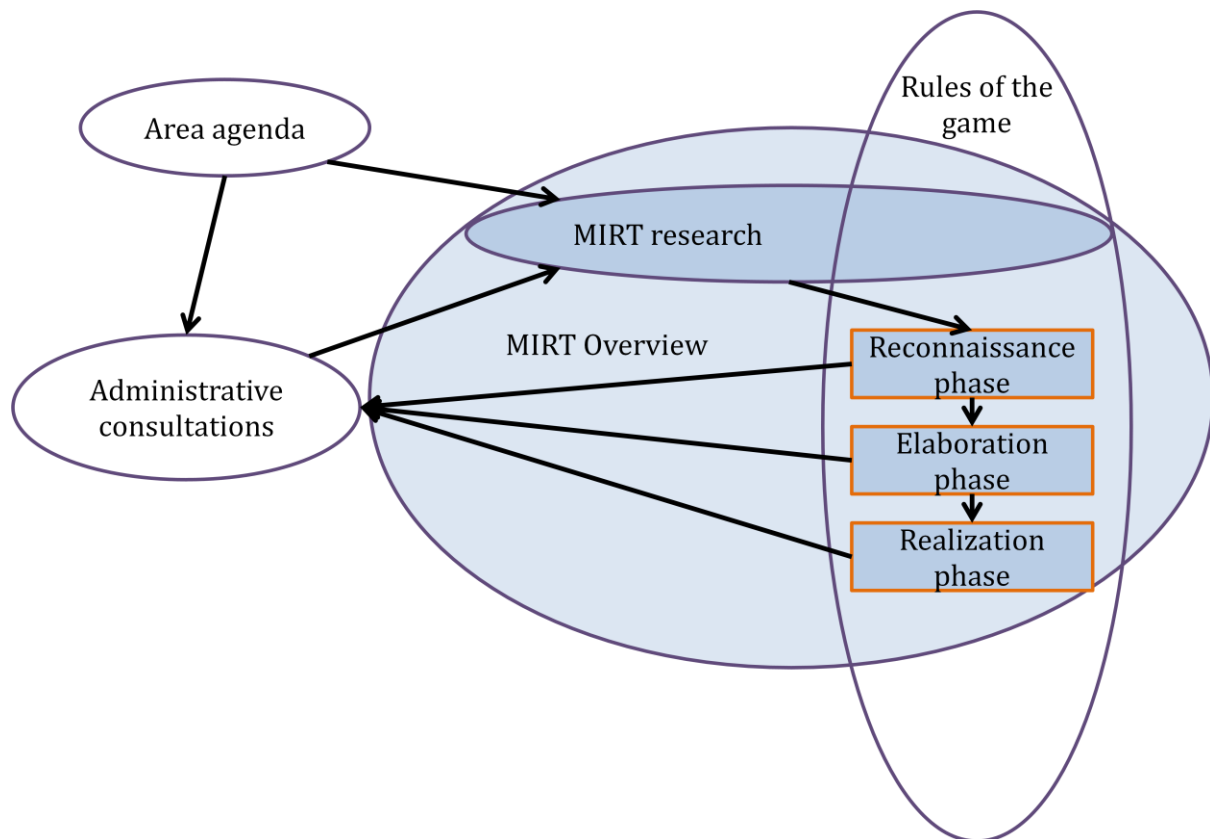 Rules of the
game
Area agenda
MIRT research
MIRT Overview
Reconnaissance
phase
Administrative
consultations
Elaboration
phase
Realization
phase